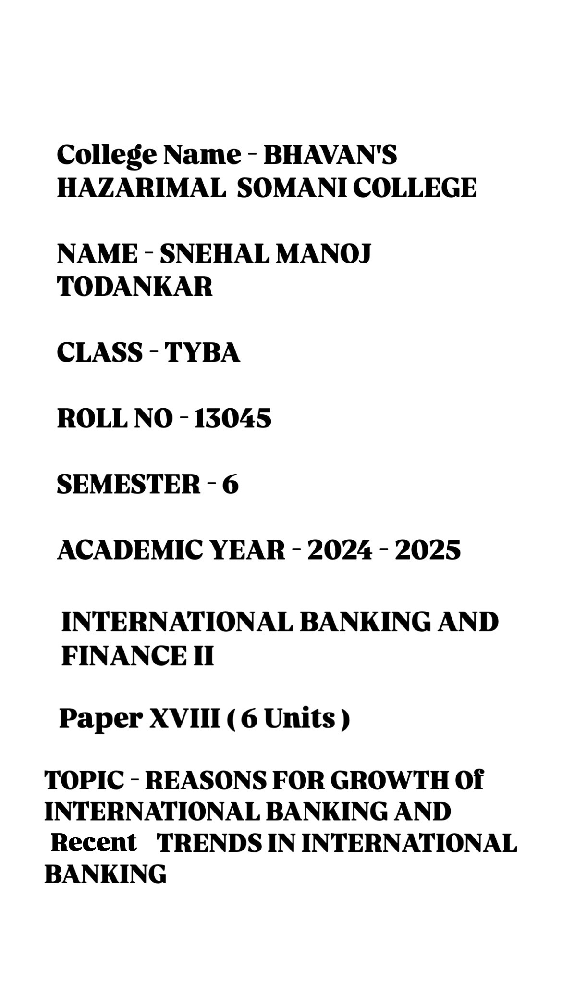 College Name - BHAVAN'S
HAZARIMAL SOMANI COLLEGE
NAME - SNEHAL MANOJ
TODANKAR
CLASS - TYBA
ROLL NO - 13045
SEMESTER - 6
ACADEMIC YEAR - 2024 - 2025
INTERNATIONAL BANKING AND
FINANCE II
Paper XVIII ( 6 Units )
TOPIC - REASONS FOR GROWTH Of
INTERNATIONAL BANKING AND
Recent TRENDS IN INTERNATIONAL
BANKING